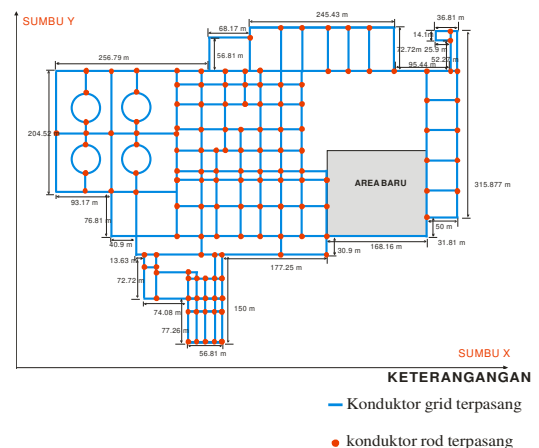 SUMBU Y
245.43 m
36.81 m
68.17 m
14.1m
72.72m
25.9 m
256.79 m
56.81 m
52.27 m
95.44 m
204.52
AREA BARU
315.877 m
93.17 m
76.81 m
50 m
40.9 m
168.16 m
31.81 m
13.63 m
30.9 m
177.25 m
72.72 m
74.08 m
150 m
77.26 m
56.81 m
SUMBU X
KETERANGANGAN
Konduktor grid terpasang
konduktor rod terpasang